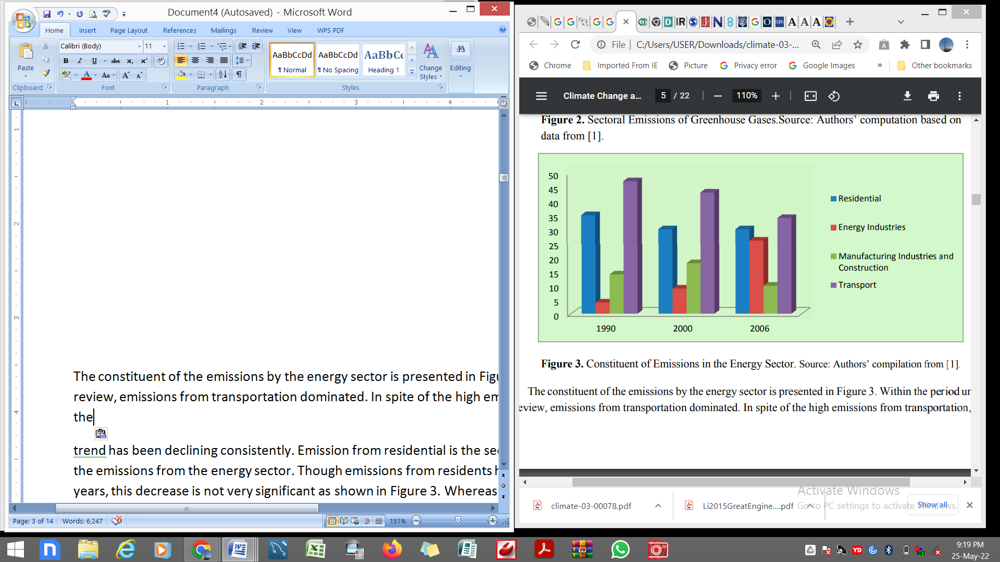 Document4 (Autosaved) - Microsoft Word
Home Insert Page Layout References Mailings Review View WPS PDF
Calibri (Body) 11
Paste
Clipboard Font Paragraph Styles
AaBbCcDd AaBbCcDd AaBbCc
¶ Normal ¶ No Spacing Heading 1
Change Styles
Editing
1 2 3 4
1
2
3
4
The constituent of the emissions by the energy sector is presented in Figu
review, emissions from transportation dominated. In spite of the high em
the
trend has been declining consistently. Emission from residential is the sec
the emissions from the energy sector. Though emissions from residents h
years, this decrease is not very significant as shown in Figure 3. Whereas
Page: 3 of 14 Words: 6,247 151%
File C:/Users/USER/Downloads/climate-03-...
Chrome Imported From IE Picture Privacy error Google Images » Other bookmarks
Climate Change a... 5 / 22 110%
Figure 2. Sectoral Emissions of Greenhouse Gases.Source: Authors’ computation based on
data from [1].
50
45
40
35
30
25
20
15
10
5
0
1990 2000 2006
Residential
Energy Industries
Manufacturing Industries and
Construction
Transport
Figure 3. Constituent of Emissions in the Energy Sector. Source: Authors’ compilation from [1].
The constituent of the emissions by the energy sector is presented in Figure 3. Within the period un
eview, emissions from transportation dominated. In spite of the high emissions from transportation,
Activate Windows
Go to PC settings to activate Windows.
climate-03-00078.pdf Li2015GreatEngine....pdf Show all
9:19 PM
25-May-22